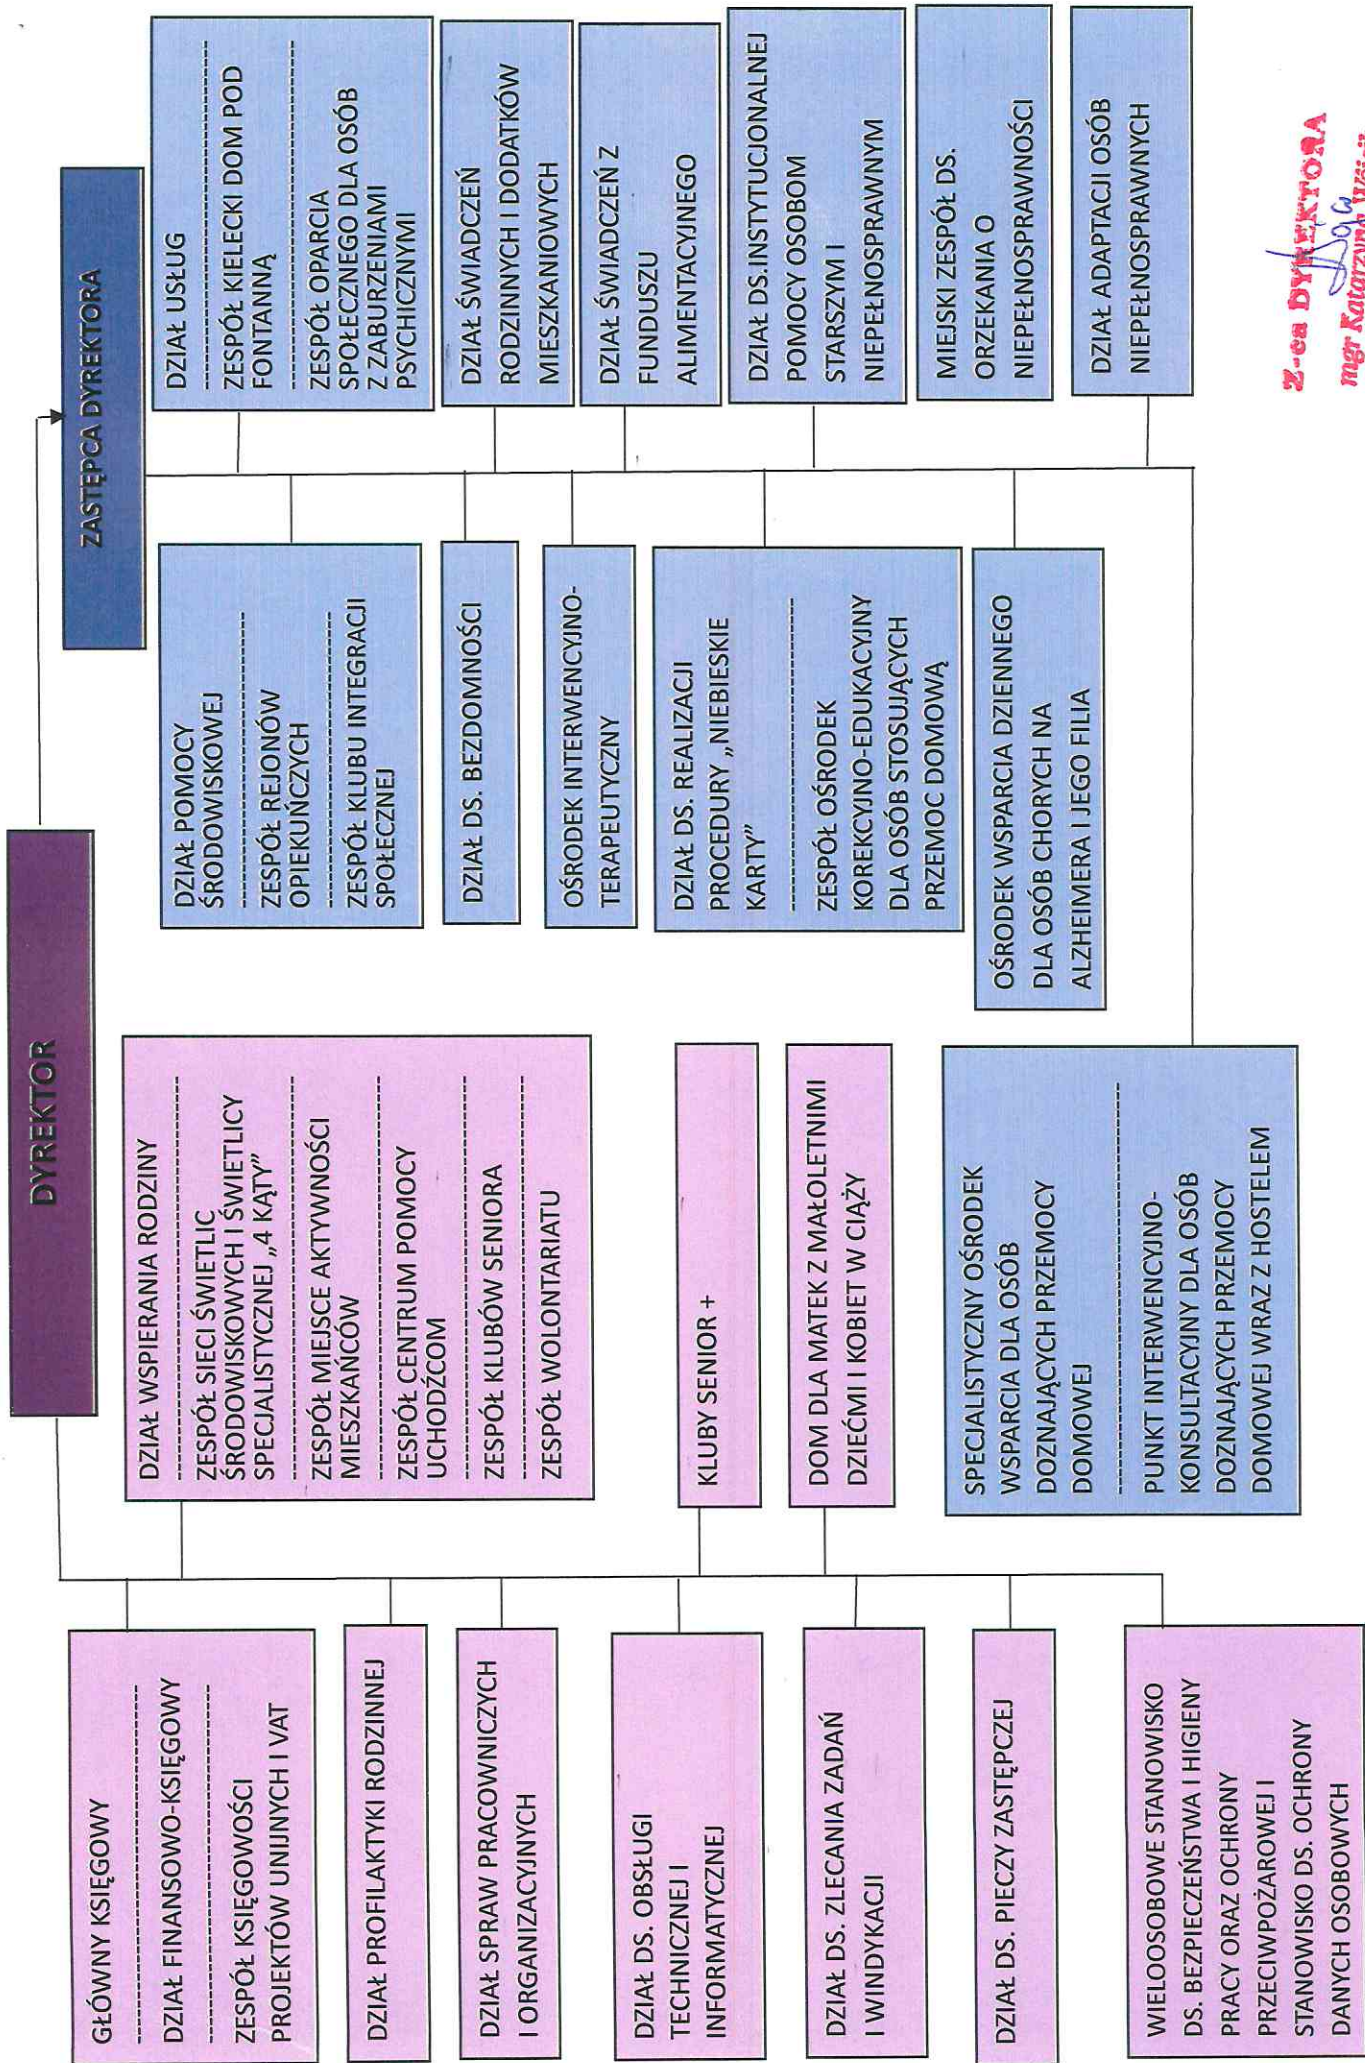 DYREKTOR
ZASTĘPCA DYREKTORA
GŁÓWNY KSIĘGOWY
DZIAŁ FINANSOWO-KSIĘGOWY
ZESPÓŁ KSIĘGOWOŚCI
PROJEKTÓW UNIJNYCH I VAT
DZIAŁ PROFILAKTYKI RODZINNEJ
DZIAŁ SPRAW PRACOWNICZYCH
I ORGANIZACYJNYCH
DZIAŁ DS. OBSŁUGI
TECHNICZNEJ I
INFORMATYCZNEJ
DZIAŁ DS. ZLECANIA ZADAŃ
I WINDYKACJI
DZIAŁ DS. PIECZY ZASTĘPCZEJ
WIELOOSOBOWE STANOWISKO
DS. BEZPIECZEŃSTWA I HIGIENY
PRACY ORAZ OCHRONY
PRZECIWPOŻAROWEJ I
STANOWISKO DS. OCHRONY
DANYCH OSOBOWYCH
DZIAŁ WSPIERANIA RODZINY
ZESPÓŁ SIECI ŚWIETLIC
ŚRODOWISKOWYCH I ŚWIETLICY
SPECJALISTYCZNEJ „4 KĄTY”
ZESPÓŁ MIEJSCE AKTYWNOŚCI
MIESZKAŃCÓW
ZESPÓŁ CENTRUM POMOCY
UCHODŹCOM
ZESPÓŁ KLUBÓW SENIORA
ZESPÓŁ WOLONTARIATU
KLUBY SENIOR +
DOM DLA MATEK Z MAŁOLETNIMI
DZIEĆMI I KOBIET W CIĄŻY
SPECJALISTYCZNY OŚRODEK
WSPARCIA DLA OSÓB
DOZNAJĄCYCH PRZEMOCY
DOMOWEJ
PUNKT INTERWENCYJNO-
KONSULTACYJNY DLA OSÓB
DOZNAJĄCYCH PRZEMOCY
DOMOWEJ WRAZ Z HOSTELEM
DZIAŁ POMOCY
ŚRODOWISKOWEJ
ZESPÓŁ REJONÓW
OPIEKUŃCZYCH
ZESPÓŁ KLUBU INTEGRACJI
SPOŁECZNEJ
DZIAŁ DS. BEZDOMNOŚCI
OŚRODEK INTERWENCYJNO-
TERAPEUTYCZNY
DZIAŁ DS. REALIZACJI
PROCEDURY „NIEBIESKIE
KARTY”
ZESPÓŁ OŚRODEK
KOREKCYJNO-EDUKACYJNY
DLA OSÓB STOSUJĄCYCH
PRZEMOC DOMOWĄ
OŚRODEK WSPARCIA DZIENNEGO
DLA OSÓB CHORYCH NA
ALZHEIMERA I JEGO FILIA
DZIAŁ USŁUG
ZESPÓŁ KIELECKI DOM POD
FONTANNĄ
ZESPÓŁ OPARCIA
SPOŁECZNEGO DLA OSÓB
Z ZABURZENIAMI
PSYCHICZNYMI
DZIAŁ ŚWIADCZEŃ
RODZINNYCH I DODATKÓW
MIESZKANIOWYCH
DZIAŁ ŚWIADCZEŃ Z
FUNDUSZU
ALIMENTACYJNEGO
DZIAŁ DS.INSTYTUCJONALNEJ
POMOCY OSOBOM
STARSZYM I
NIEPEŁNOSPRAWNYM
MIEJSKI ZESPÓŁ DS.
ORZEKANIA O
NIEPEŁNOSPRAWNOŚCI
DZIAŁ ADAPTACJI OSÓB
NIEPEŁNOSPRAWNYCH
Z-ca DYREKTORA
mgr Katarzyna